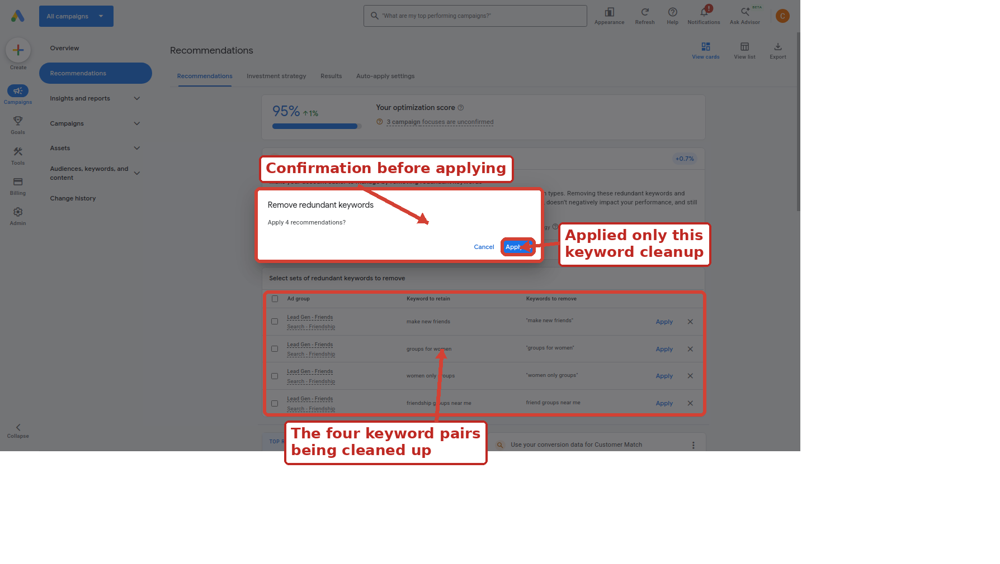 All campaigns
"What are my top performing campaigns?"
Appearance
Refresh
Help
Notifications
Ask Advisor
BETA
C
Create
Campaigns
Goals
Tools
Billing
Admin
Collapse
Overview
Recommendations
Insights and reports
Campaigns
Assets
Audiences, keywords, and
content
Change history
Recommendations
View cards
View list
Export
Recommendations
Investment strategy
Results
Auto-apply settings
95%
1%
Your optimization score
3 campaign focuses are unconfirmed
+0.7%
Confirmation before applying
types. Removing these redundant keywords and
doesn't negatively impact your performance, and still
Remove redundant keywords
Apply 4 recommendations?
Cancel
Apply
Applied only this
keyword cleanup
Select sets of redundant keywords to remove
Ad group Keyword to retain Keywords to remove
Lead Gen - Friends
Search - Friendship
make new friends "make new friends" Apply
Lead Gen - Friends
Search - Friendship
groups for women "groups for women" Apply
Lead Gen - Friends
Search - Friendship
women only "women only groups" Apply
Lead Gen - Friends
Search - Friendship
friendship groups near me friend groups near me Apply
The four keyword pairs
being cleaned up
TOP
Use your conversion data for Customer Match